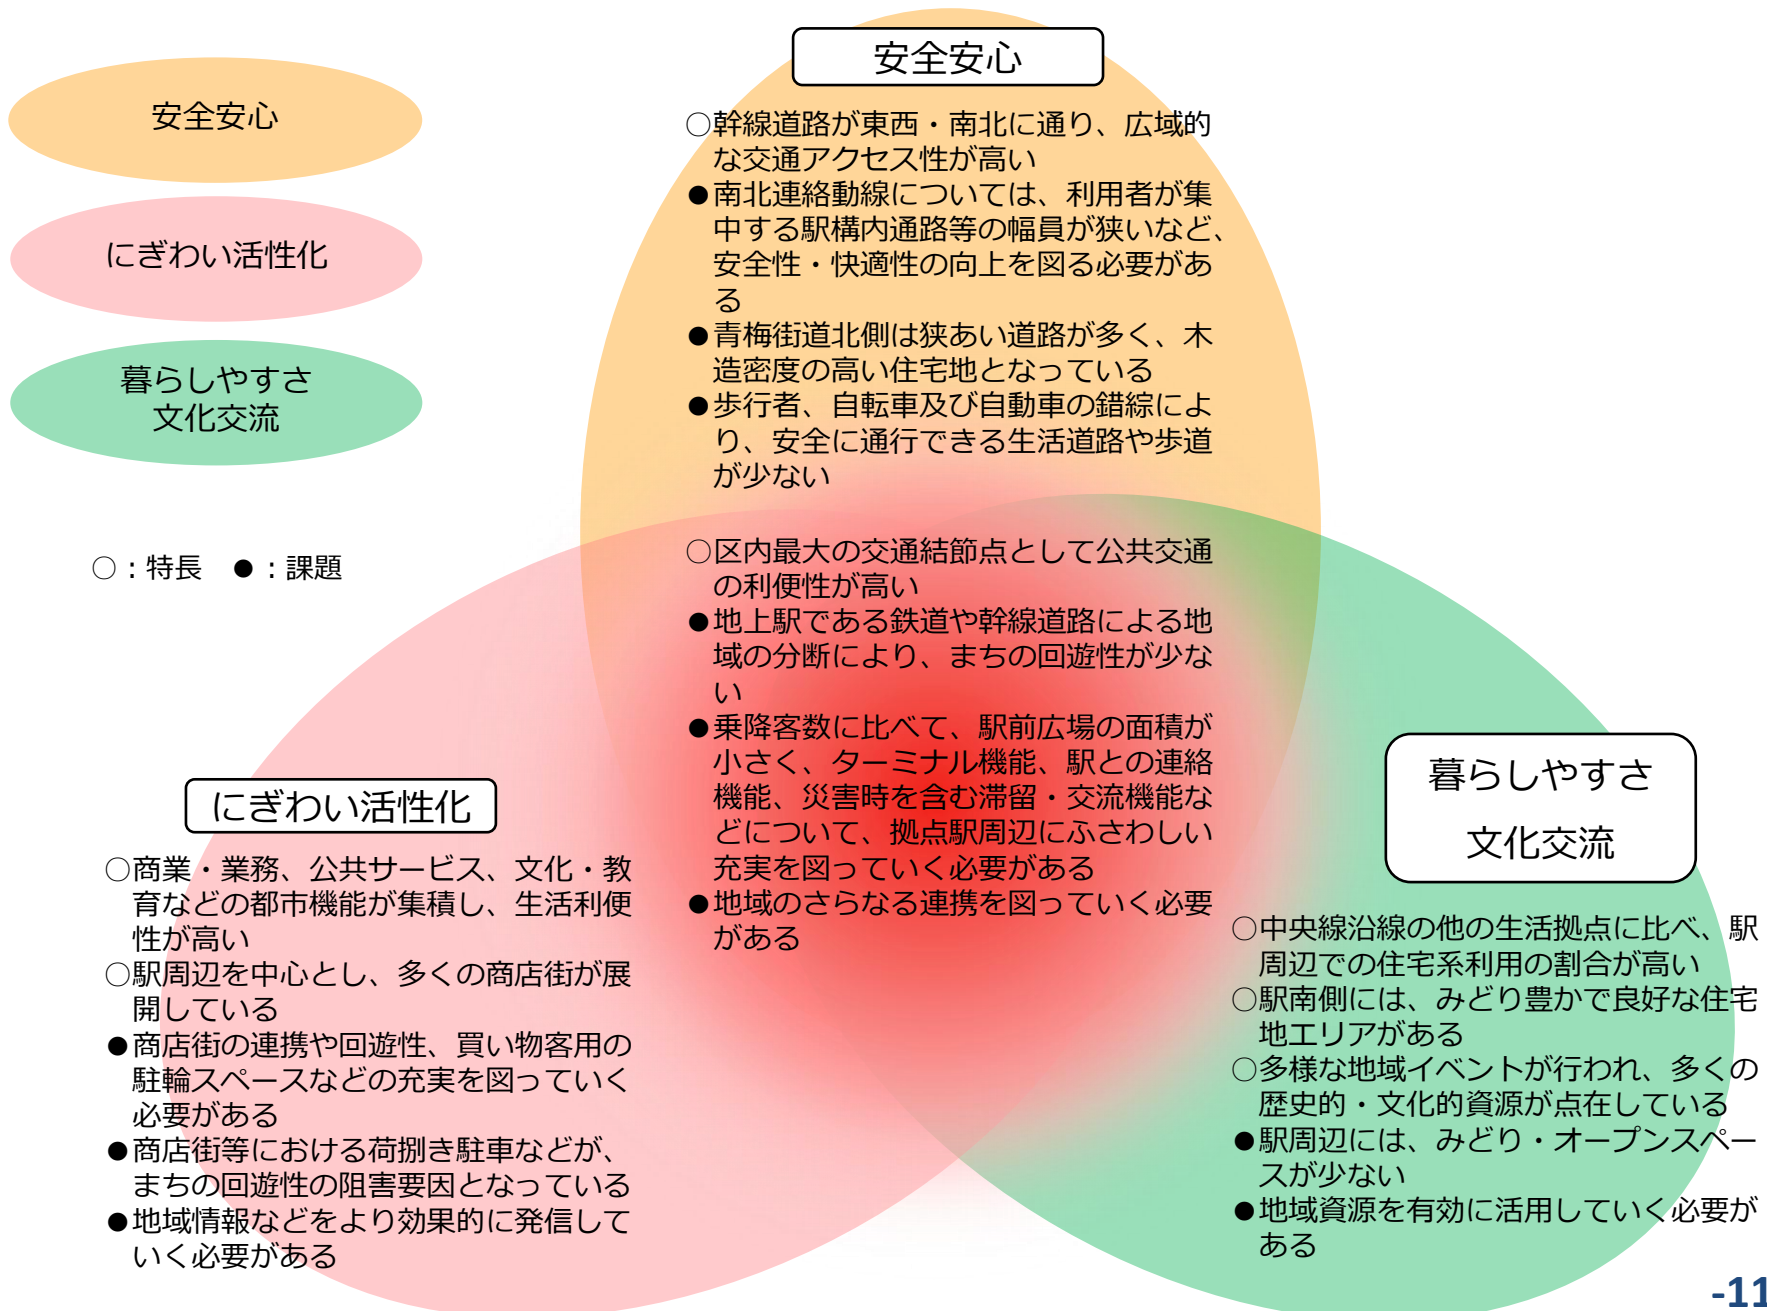 安全安心
にぎわい活性化
暮らしやすさ
文化交流
○：特長　●：課題
安全安心
○幹線道路が東西・南北に通り、広域的
な交通アクセス性が高い
●南北連絡動線については、利用者が集
中する駅構内通路等の幅員が狭いなど、
安全性・快適性の向上を図る必要があ
る
●青梅街道北側は狭あい道路が多く、木
造密度の高い住宅地となっている
●歩行者、自転車及び自動車の錯綜によ
り、安全に通行できる生活道路や歩道
が少ない
○区内最大の交通結節点として公共交通
の利便性が高い
●地上駅である鉄道や幹線道路による地
域の分断により、まちの回遊性が少な
い
●乗降客数に比べて、駅前広場の面積が
小さく、ターミナル機能、駅との連絡
機能、災害時を含む滞留・交流機能な
どについて、拠点駅周辺にふさわしい
充実を図っていく必要がある
●地域のさらなる連携を図っていく必要
がある
にぎわい活性化
○商業・業務、公共サービス、文化・教
育などの都市機能が集積し、生活利便
性が高い
○駅周辺を中心とし、多くの商店街が展
開している
●商店街の連携や回遊性、買い物客用の
駐輪スペースなどの充実を図っていく
必要がある
●商店街等における荷捌き駐車などが、
まちの回遊性の阻害要因となっている
●地域情報などをより効果的に発信して
いく必要がある
暮らしやすさ
文化交流
○中央線沿線の他の生活拠点に比べ、駅
周辺での住宅系利用の割合が高い
○駅南側には、みどり豊かで良好な住宅
地エリアがある
○多様な地域イベントが行われ、多くの
歴史的・文化的資源が点在している
●駅周辺には、みどり・オープンスペー
スが少ない
●地域資源を有効に活用していく必要が
ある
-11